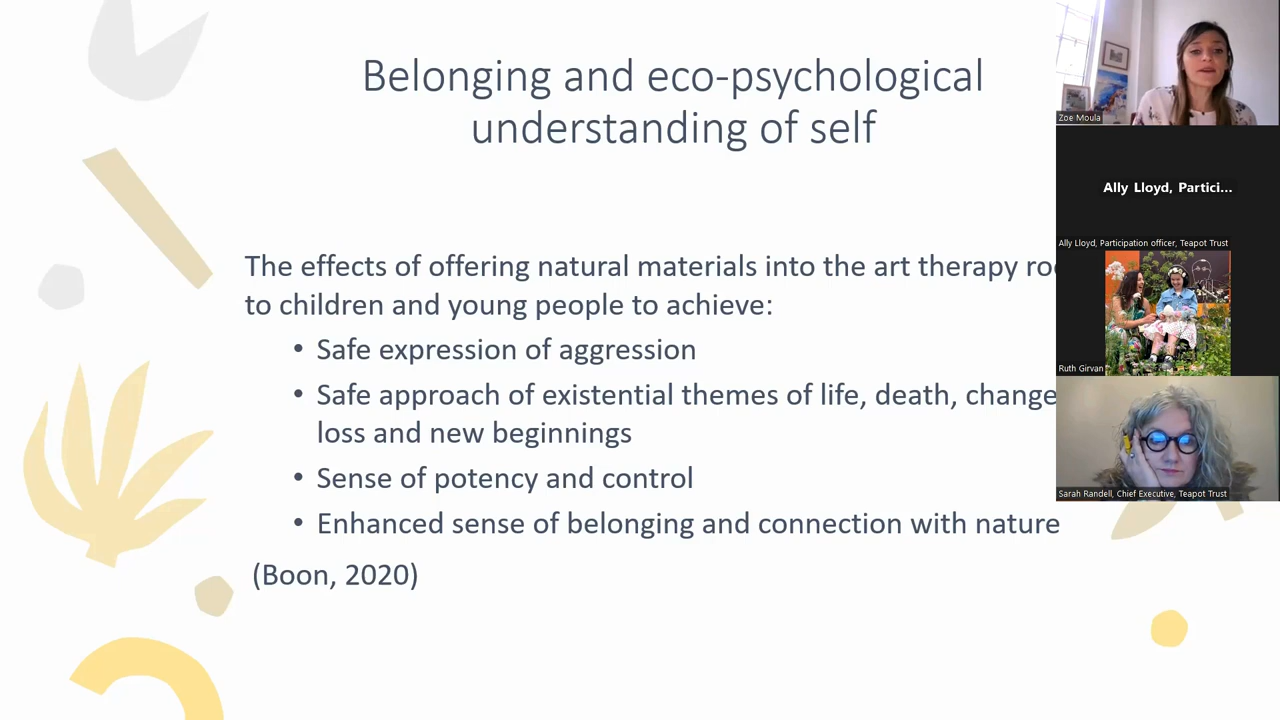 Belonging and eco-psychological
understanding of self
The effects of offering natural materials into the art therapy
to children and young people to achieve:
• Safe expression of aggression
• Safe approach of existential themes of life, death, change
loss and new beginnings
• Sense of potency and control
• Enhanced sense of belonging and connection with nature
(Boon, 2020)
Zoe Moula
Ally Lloyd, Partici...
Ally Lloyd, Participation officer, Teapot Trust
Ruth Girvan
Sarah Randell, Chief Executive, Teapot Trust